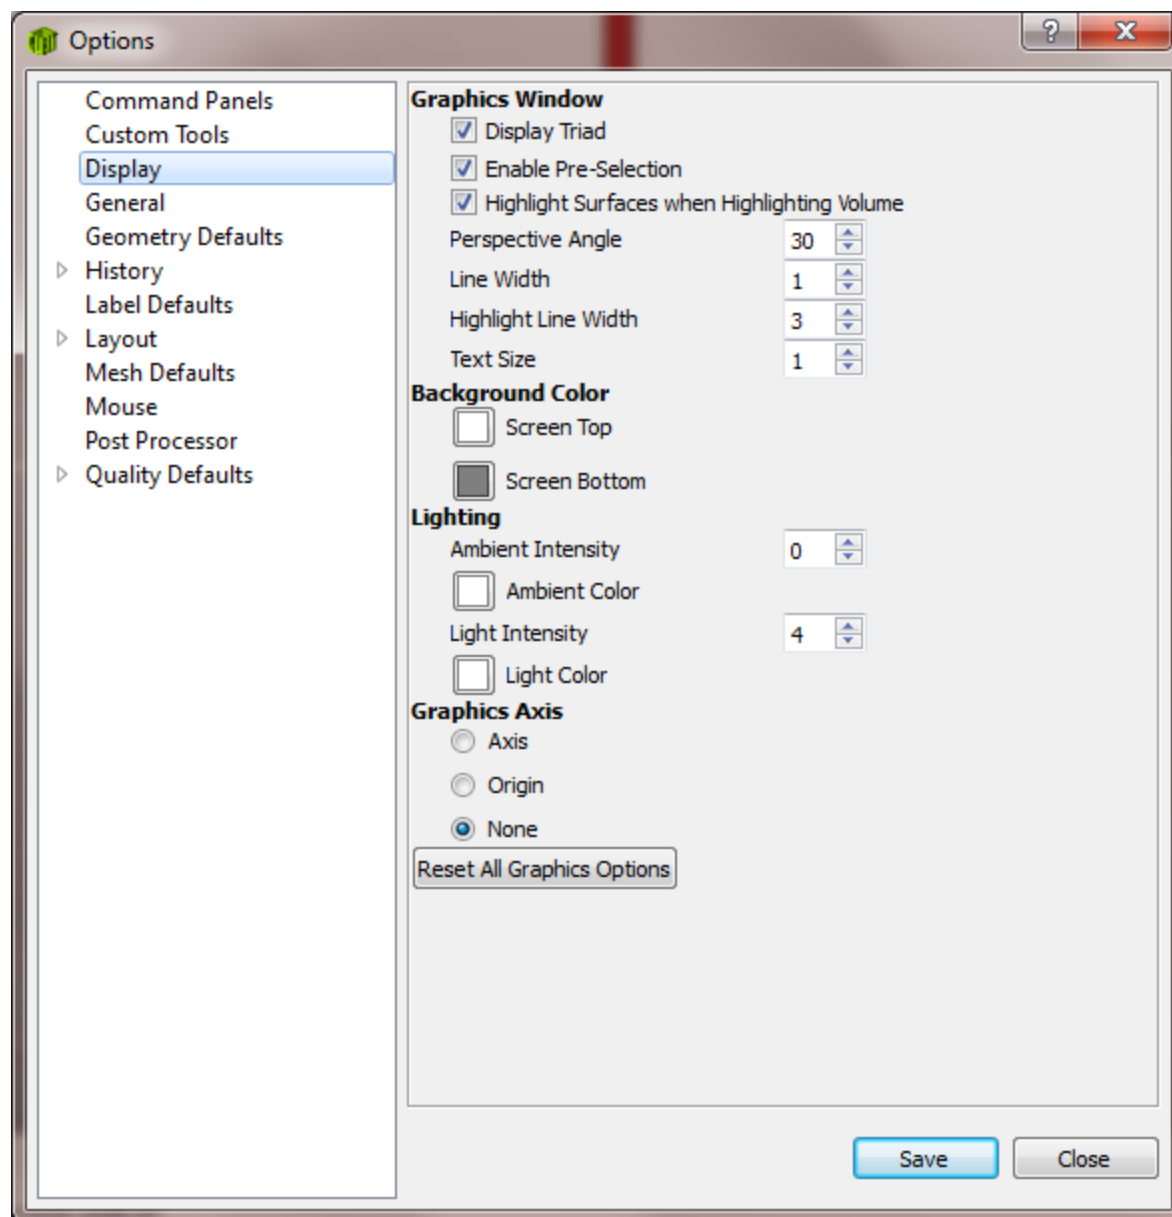 Options
?
X
Command Panels
Custom Tools
Display
General
Geometry Defaults
History
Label Defaults
Layout
Mesh Defaults
Mouse
Post Processor
Quality Defaults
Graphics Window
Display Triad
Enable Pre-Selection
Highlight Surfaces when Highlighting Volume
Perspective Angle 30
Line Width 1
Highlight Line Width 3
Text Size 1
Background Color
Screen Top
Screen Bottom
Lighting
Ambient Intensity 0
Ambient Color
Light Intensity 4
Light Color
Graphics Axis
Axis
Origin
None
Reset All Graphics Options
Save Close